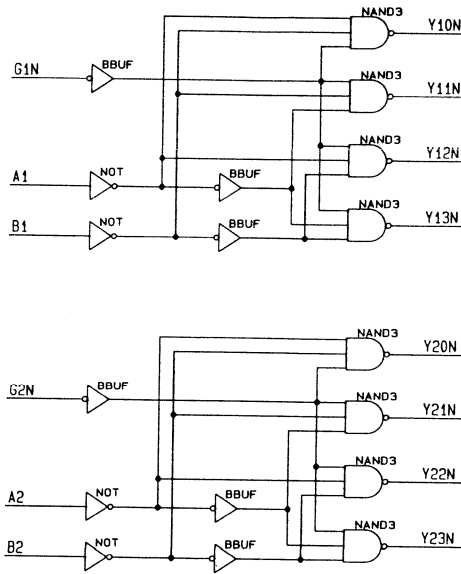 NAND3
Y10N
G1N
BBUF
NAND3
Y11N
NAND3
Y12N
A1
NOT
BBUF
NAND3
Y13N
B1
NOT
BBUF
NAND3
Y20N
G2N
BBUF
NAND3
Y21N
NAND3
Y22N
A2
NOT
BBUF
NAND3
Y23N
B2
NOT
BBUF